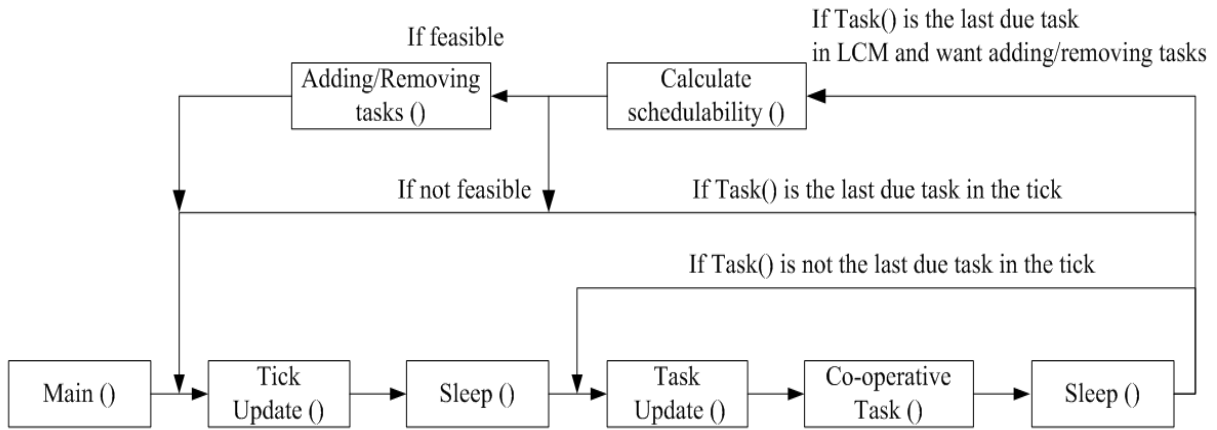 If Task() is the last due task
in LCM and want adding/removing tasks
If feasible
Adding/Removing
tasks ()
Calculate
schedulability ()
If not feasible
If Task() is the last due task in the tick
If Task() is not the last due task in the tick
Main ()
Tick
Update ()
Sleep ()
Task
Update ()
Co-operative
Task ()
Sleep ()